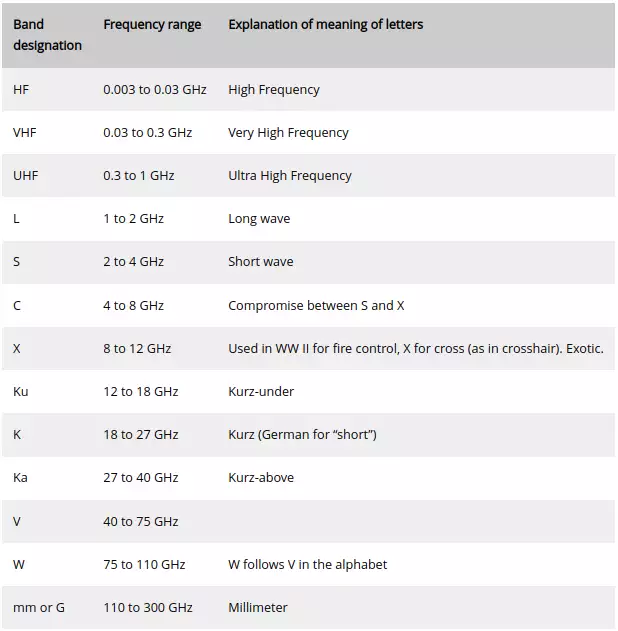 Band designation Frequency range Explanation of meaning of letters
HF 0.003 to 0.03 GHz High Frequency
VHF 0.03 to 0.3 GHz Very High Frequency
UHF 0.3 to 1 GHz Ultra High Frequency
L 1 to 2 GHz Long wave
S 2 to 4 GHz Short wave
C 4 to 8 GHz Compromise between S and X
X 8 to 12 GHz Used in WW II for fire control, X for cross (as in crosshair). Exotic.
Ku 12 to 18 GHz Kurz-under
K 18 to 27 GHz Kurz (German for “short”)
Ka 27 to 40 GHz Kurz-above
V 40 to 75 GHz
W 75 to 110 GHz W follows V in the alphabet
mm or G 110 to 300 GHz Millimeter